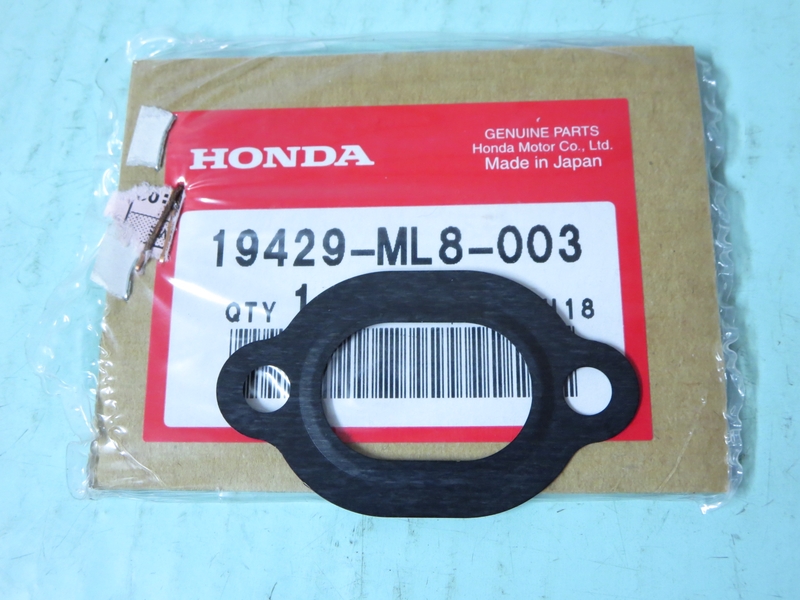 HONDA
GENUINE PARTS
Honda Motor Co., Ltd.
Made in Japan
19429-ML8-003
QTY 1